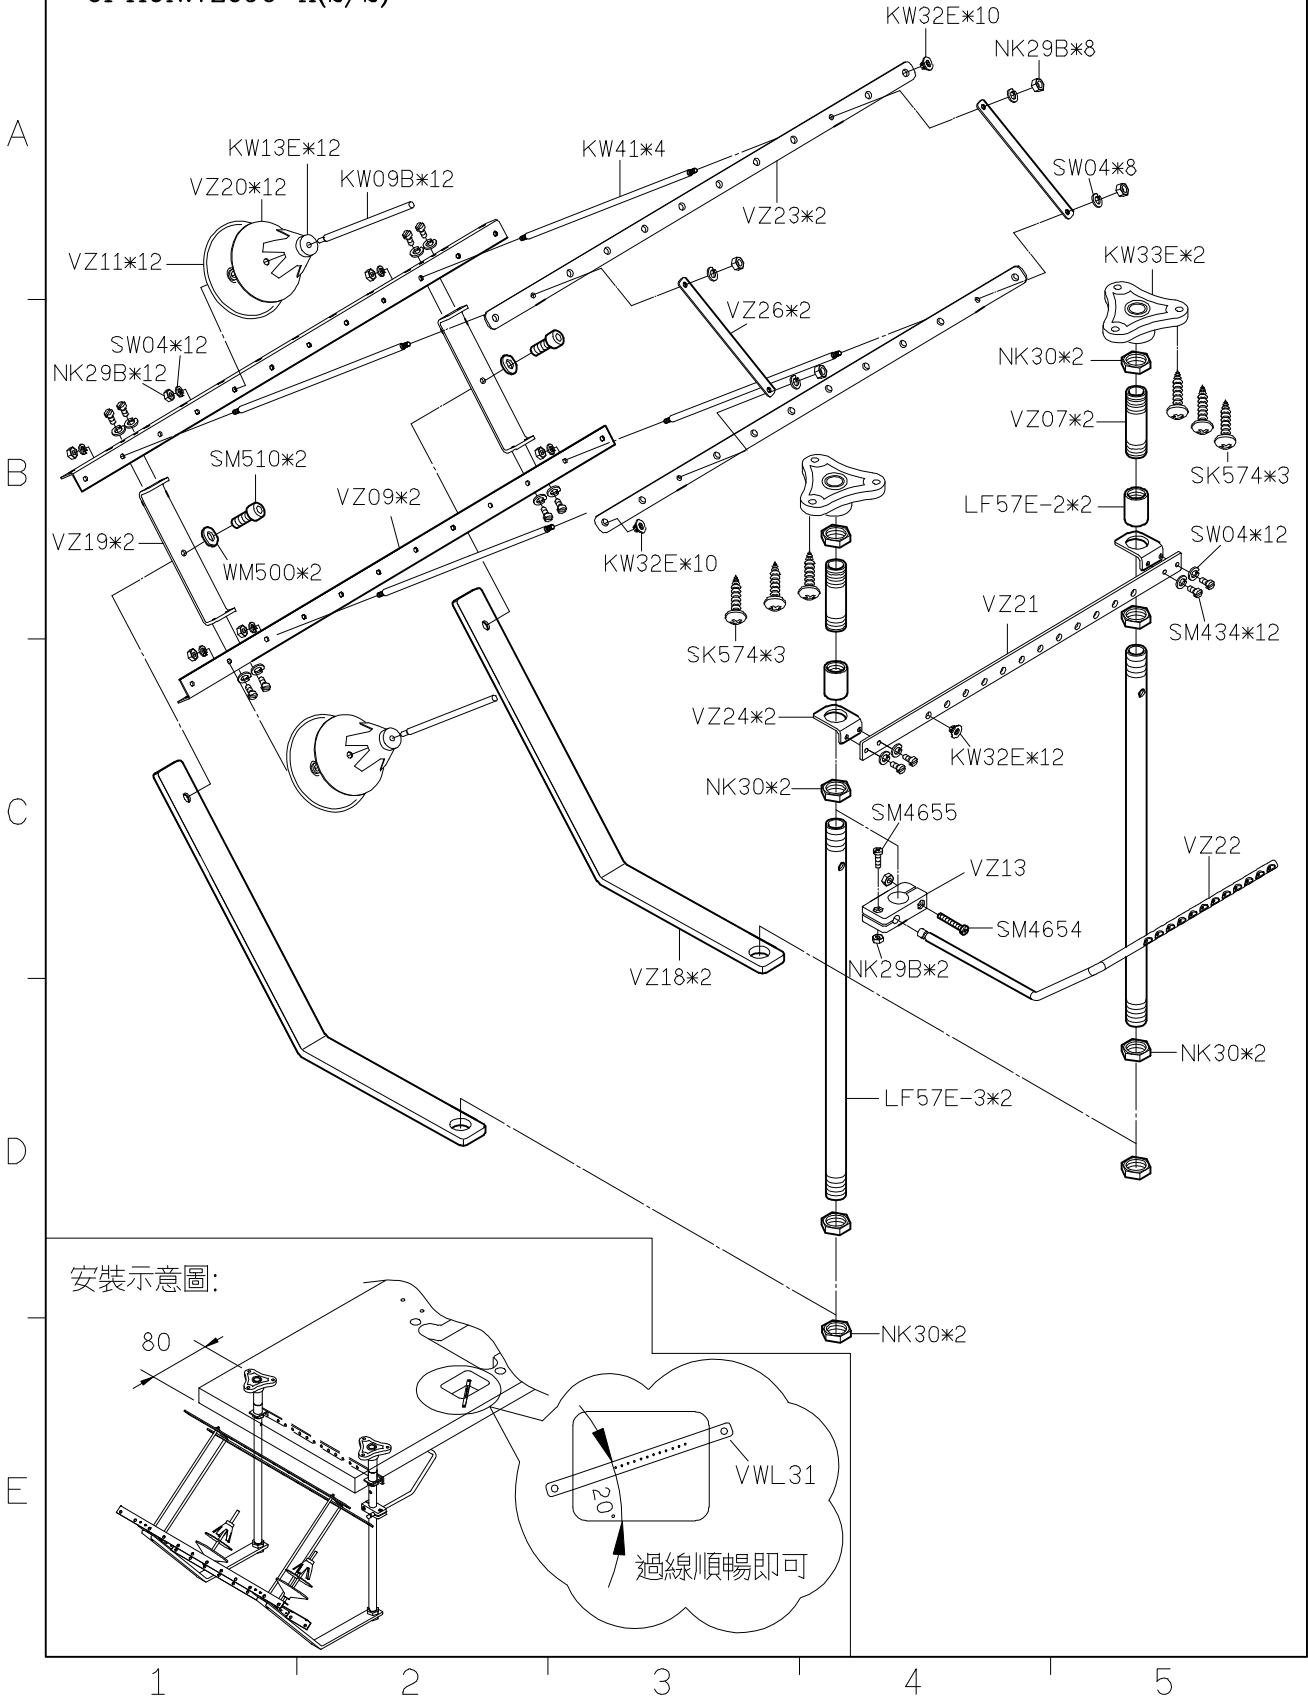 KW32E*10
NK29B*8
A
KW13E*12
KW41*4
VZ20*12
KW09B*12
SW04*8
VZ23*2
VZ11*12
KW33E*2
VZ26*2
SW04*12
NK30*2
NK29B*12
VZ07*2
SM510*2
B
VZ09*2
SK574*3
LF57E-2*2
VZ19*2
SW04*12
WM500*2
KW32E*10
VZ21
SM434*12
SK574*3
VZ24*2
KW32E*12
NK30*2
C
SM4655
VZ22
VZ13
SM4654
NK29B*2
VZ18*2
NK30*2
LF57E-3*2
D
安裝示意圖:
80
NK30*2
VWL31
E
20°
過線順暢即可
1 2 3 4 5